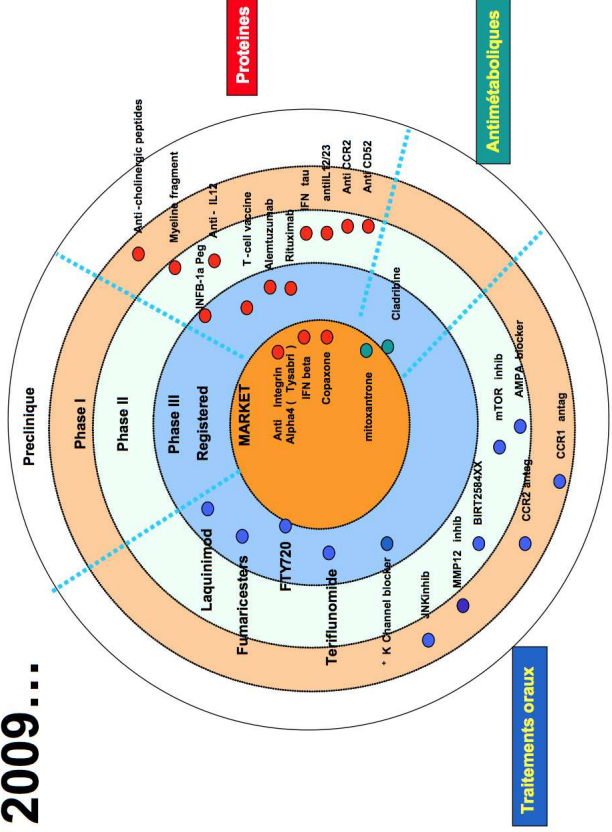 2009...
Preclinique
Phase I
Phase II
Phase III
Registered
MARKET
Proteines
Anti -cholinergic peptides
Myeline fragment
Anti - IL12
INFB-1a Peg
T-cell vaccine
Alemtuzumab
Rituximab
IFN tau
antiIL12/23
Anti CCR2
Anti CD52
Anti Integrin
Alpha4 ( Tysabri )
IFN beta
Copaxone
mitoxantrone
Cladribine
Antimétaboliques
Laquinimod
Fumaricesters
FTY720
Teriflunomide
+ K Channel blocker
JNKinhib
MMP12 inhib
BIRT2584XX
CCR2 antag
mTOR inhib
AMPA-blocker
CCR1 antag
Traitements oraux